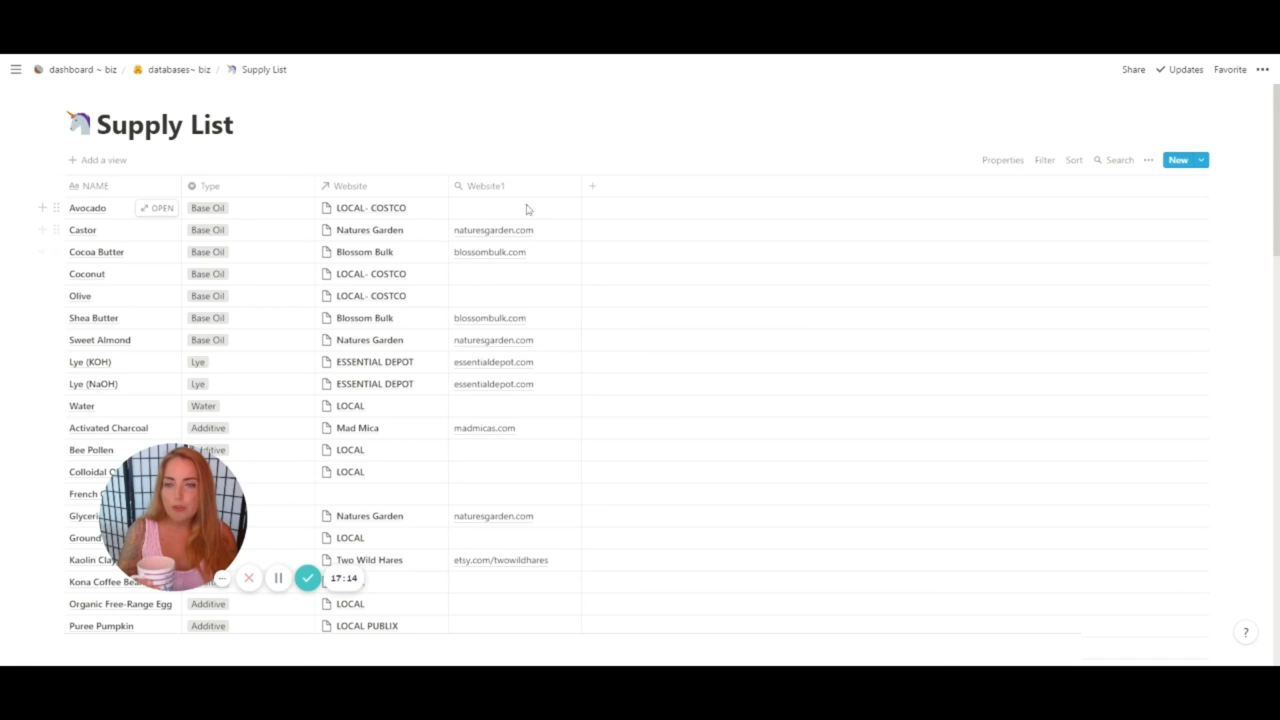 dashboard ~ biz / databases~ biz / Supply List
Share Updates Favorite •••
Supply List
+ Add a view
Properties Filter Sort Search ••• New
Aa NAME Type Website Website1 +
Avocado OPEN Base Oil LOCAL- COSTCO
Castor Base Oil Natures Garden naturesgarden.com
Cocoa Butter Base Oil Blossom Bulk blossombulk.com
Coconut Base Oil LOCAL- COSTCO
Olive Base Oil LOCAL- COSTCO
Shea Butter Base Oil Blossom Bulk blossombulk.com
Sweet Almond Base Oil Natures Garden naturesgarden.com
Lye (KOH) Lye ESSENTIAL DEPOT essentialdepot.com
Lye (NaOH) Lye ESSENTIAL DEPOT essentialdepot.com
Water Water LOCAL
Activated Charcoal Additive Mad Mica madmicas.com
Bee Pollen LOCAL
LOCAL
French
Natures Garden naturesgarden.com
Ground LOCAL
Kaolin Two Wild Hares etsy.com/twowildhares
Kona Coffee
17:14
Organic Free-Range Egg Additive LOCAL
Puree Pumpkin Additive LOCAL PUBLIX
?